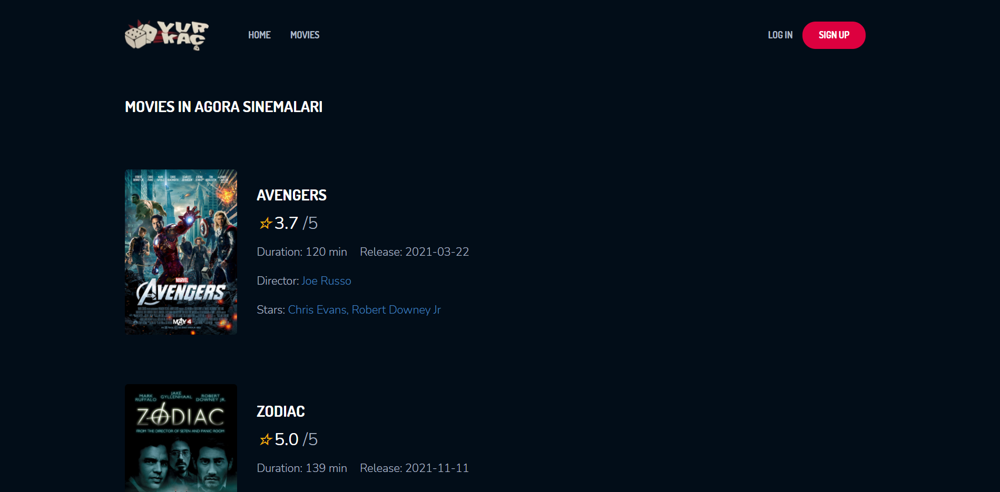 VUR
KAÇ
HOME MOVIES LOG IN SIGN UP
MOVIES IN AGORA SINEMALARI
MARVEL
THE AVENGERS
MAY 4
AVENGERS
3.7 /5
Duration: 120 min Release: 2021-03-22
Director: Joe Russo
Stars: Chris Evans, Robert Downey Jr
MARK RUFFALO JAKE GYLLENHAAL ROBERT DOWNEY JR.
ZODIAC
FROM THE DIRECTOR OF SE7EN AND PANIC ROOM
ZODIAC
5.0 /5
Duration: 139 min Release: 2021-11-11